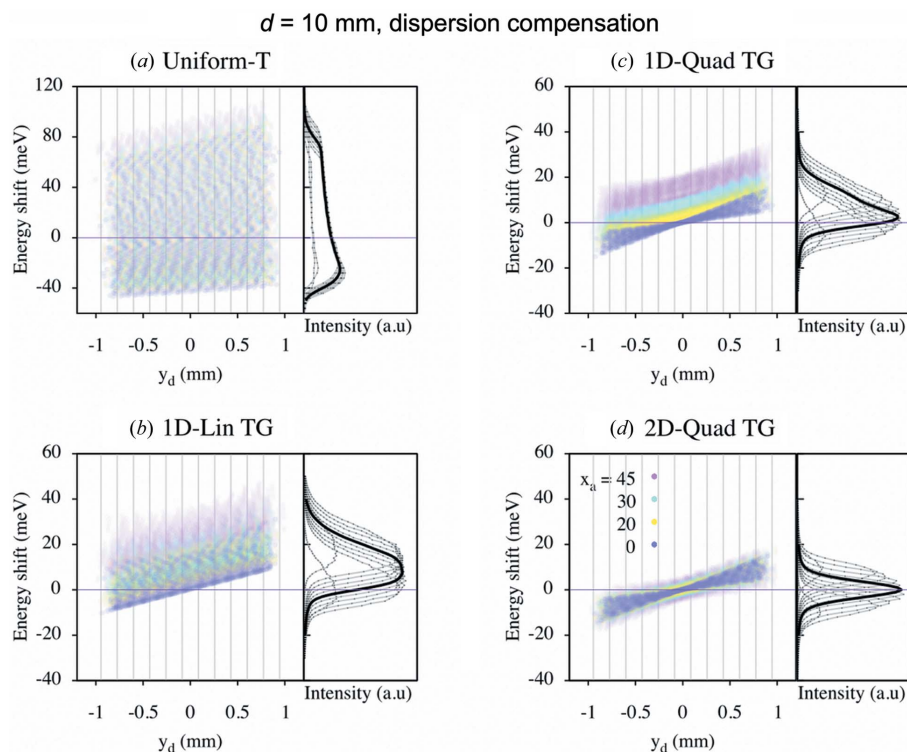 d = 10 mm, dispersion compensation
(a) Uniform-T
Energy shift (meV)
120
80
40
0
-40
-1 -0.5 0 0.5 1
y_d (mm)
Intensity (a.u)
(c) 1D-Quad TG
Energy shift (meV)
60
40
20
0
-20
-40
-1 -0.5 0 0.5 1
y_d (mm)
Intensity (a.u)
(b) 1D-Lin TG
Energy shift (meV)
60
40
20
0
-20
-40
-1 -0.5 0 0.5 1
y_d (mm)
Intensity (a.u)
(d) 2D-Quad TG
Energy shift (meV)
60
40
20
0
-20
-40
x_a = 45
30
20
0
-1 -0.5 0 0.5 1
y_d (mm)
Intensity (a.u)